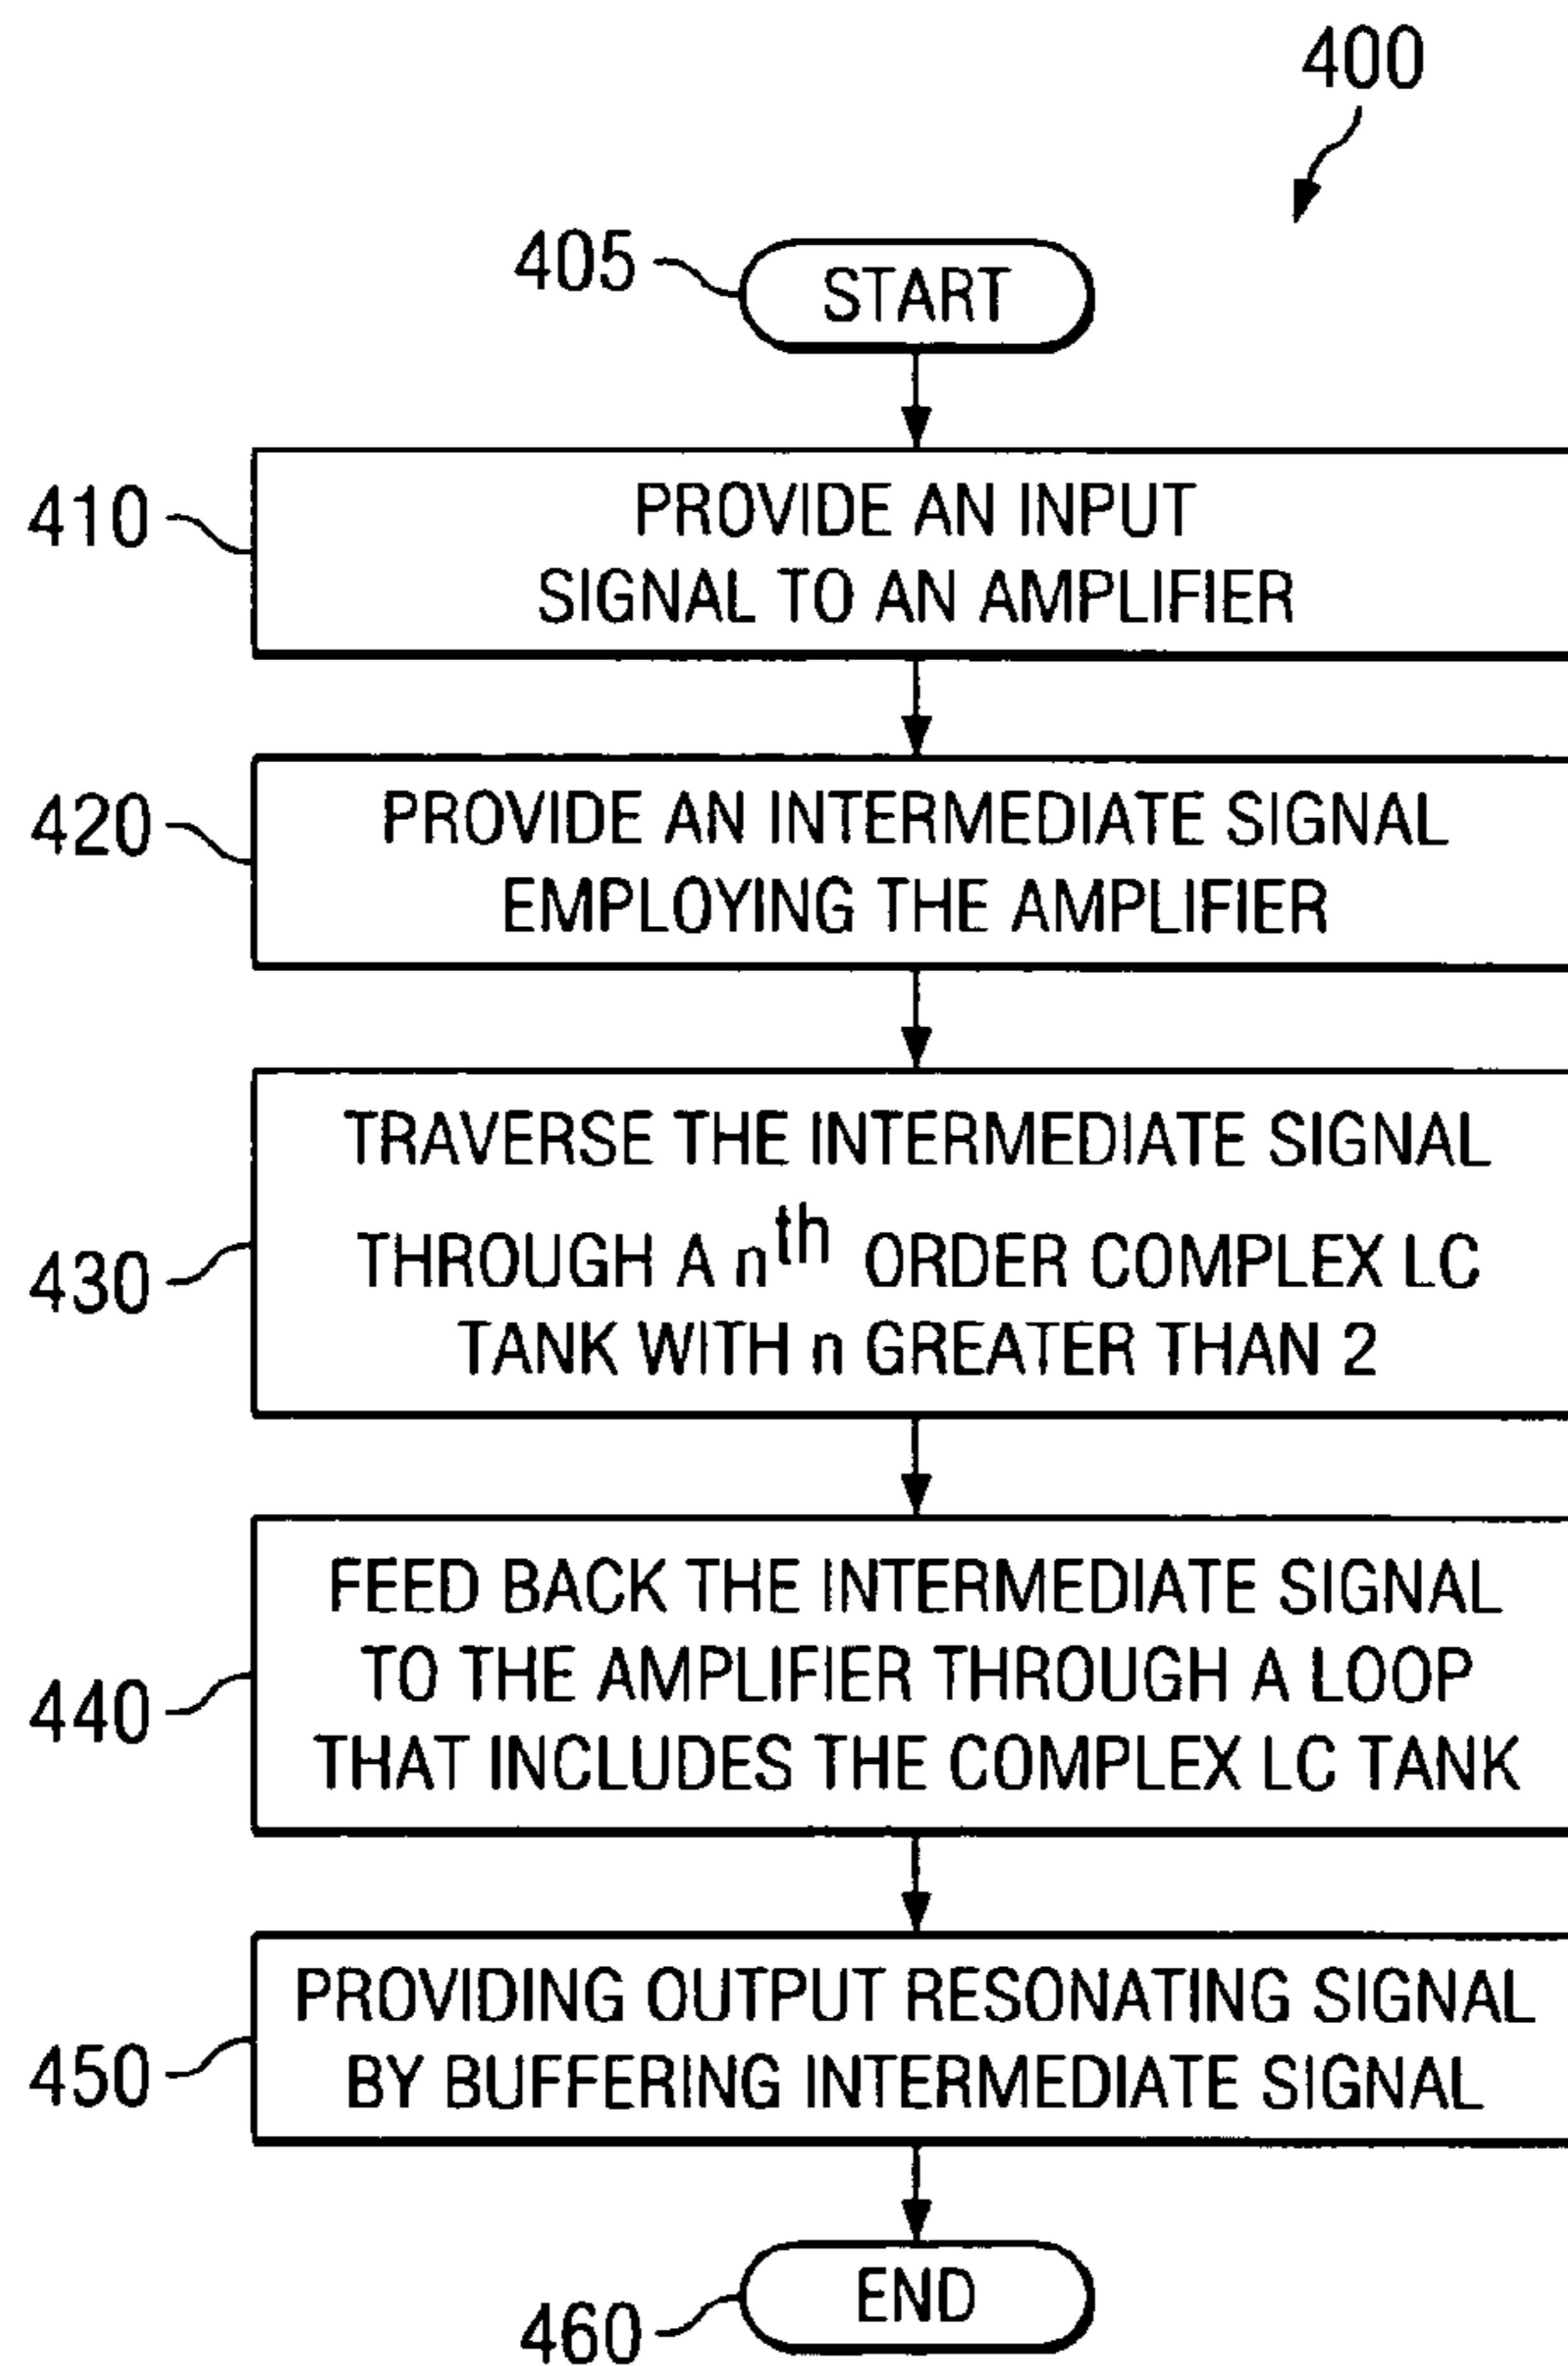 400
405
START
410
PROVIDE AN INPUT
SIGNAL TO AN AMPLIFIER
420
PROVIDE AN INTERMEDIATE SIGNAL
EMPLOYING THE AMPLIFIER
430
TRAVERSE THE INTERMEDIATE SIGNAL
THROUGH A nth ORDER COMPLEX LC
TANK WITH n GREATER THAN 2
440
FEED BACK THE INTERMEDIATE SIGNAL
TO THE AMPLIFIER THROUGH A LOOP
THAT INCLUDES THE COMPLEX LC TANK
450
PROVIDING OUTPUT RESONATING SIGNAL
BY BUFFERING INTERMEDIATE SIGNAL
460
END